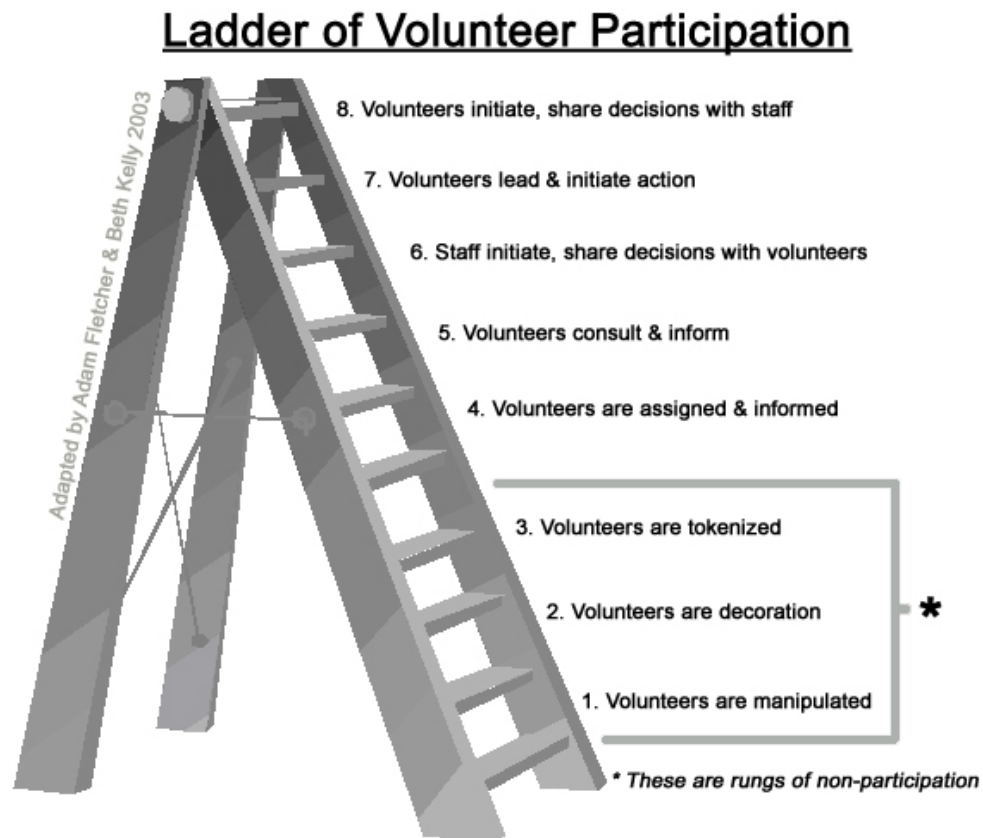 Ladder of Volunteer Participation
Adapted by Adam Fletcher & Beth Kelly 2003
8. Volunteers initiate, share decisions with staff
7. Volunteers lead & initiate action
6. Staff initiate, share decisions with volunteers
5. Volunteers consult & inform
4. Volunteers are assigned & informed
3. Volunteers are tokenized
2. Volunteers are decoration
*
1. Volunteers are manipulated
* These are rungs of non-participation